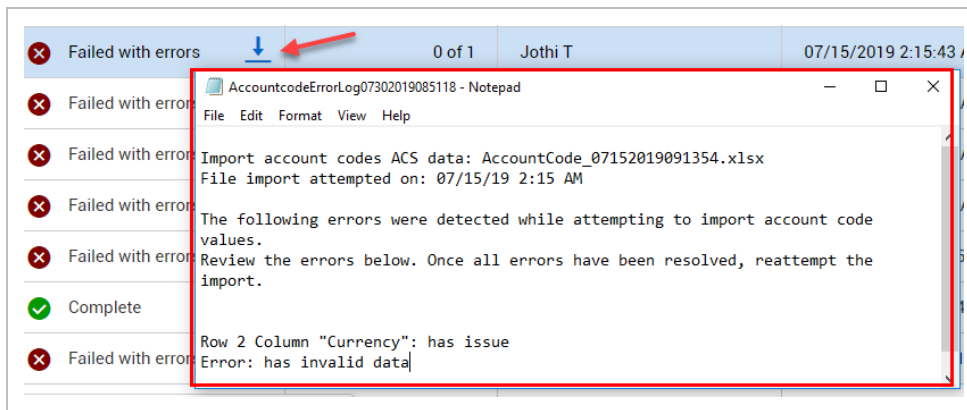 Failed with errors 0 of 1 Jothi T 07/15/2019 2:15:43
AccountcodeErrorLog07302019085118 - Notepad
Failed with error
File Edit Format View Help
Failed with error
Import account codes ACS data: AccountCode_07152019091354.xlsx
File import attempted on: 07/15/19 2:15 AM
Failed with error
The following errors were detected while attempting to import account code
values.
Failed with error
Review the errors below. Once all errors have been resolved, reattempt the
import.
Complete
Row 2 Column "Currency": has issue
Failed with error
Error: has invalid data